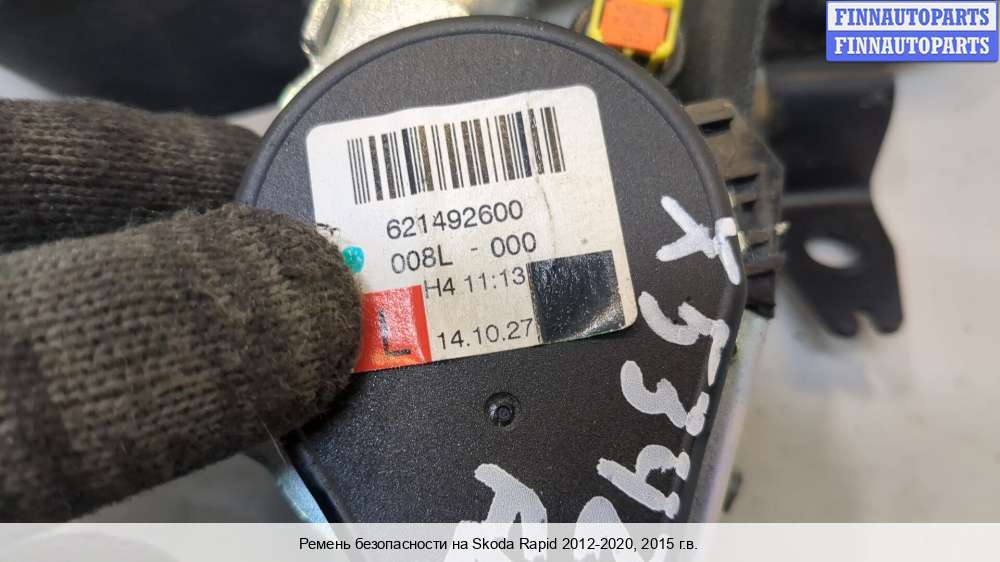 FINNAUTOPARTS
FINNAUTOPARTS
621492600
008L - 000
H4 11:13
L 14.10.27
Ремень безопасности на Skoda Rapid 2012-2020, 2015 г.в.